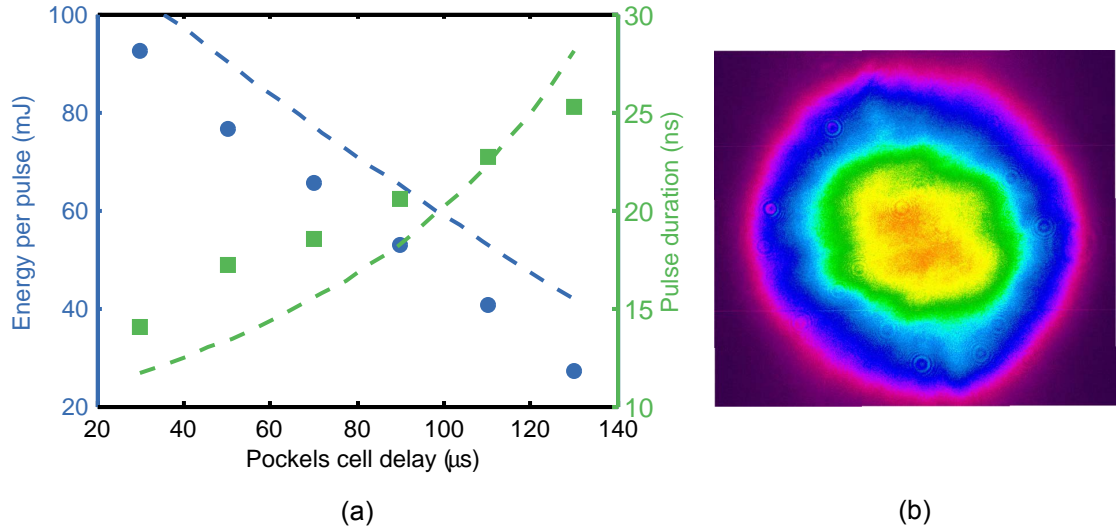 100
80
60
40
20
Energy per pulse (mJ)
30
25
20
15
10
Pulse duration (ns)
20 40 60 80 100 120 140
Pockels cell delay (μs)
(a)
(b)